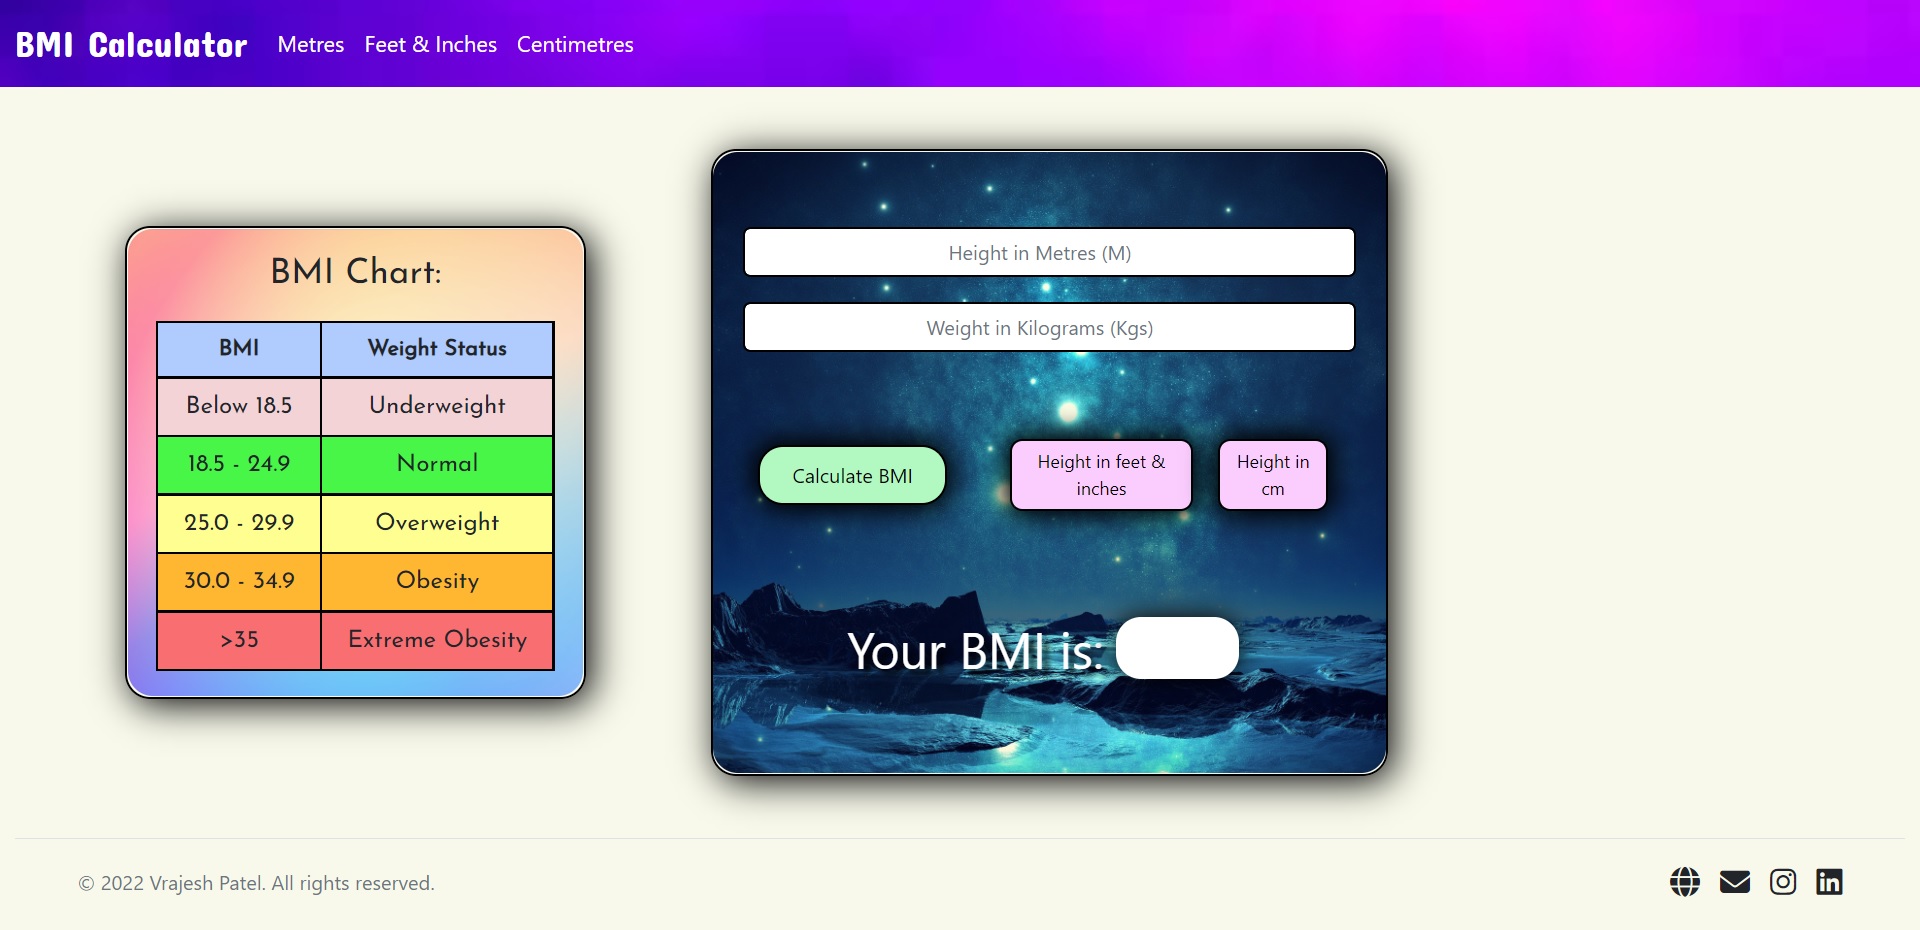 BMI Calculator Metres Feet & Inches Centimetres
BMI Chart:
BMI Weight Status
Below 18.5 Underweight
18.5 - 24.9 Normal
25.0 - 29.9 Overweight
30.0 - 34.9 Obesity
>35 Extreme Obesity
Height in Metres (M)
Weight in Kilograms (Kgs)
Calculate BMI
Height in feet &
inches
Height in
cm
Your BMI is:
© 2022 Vrajesh Patel. All rights reserved.
in